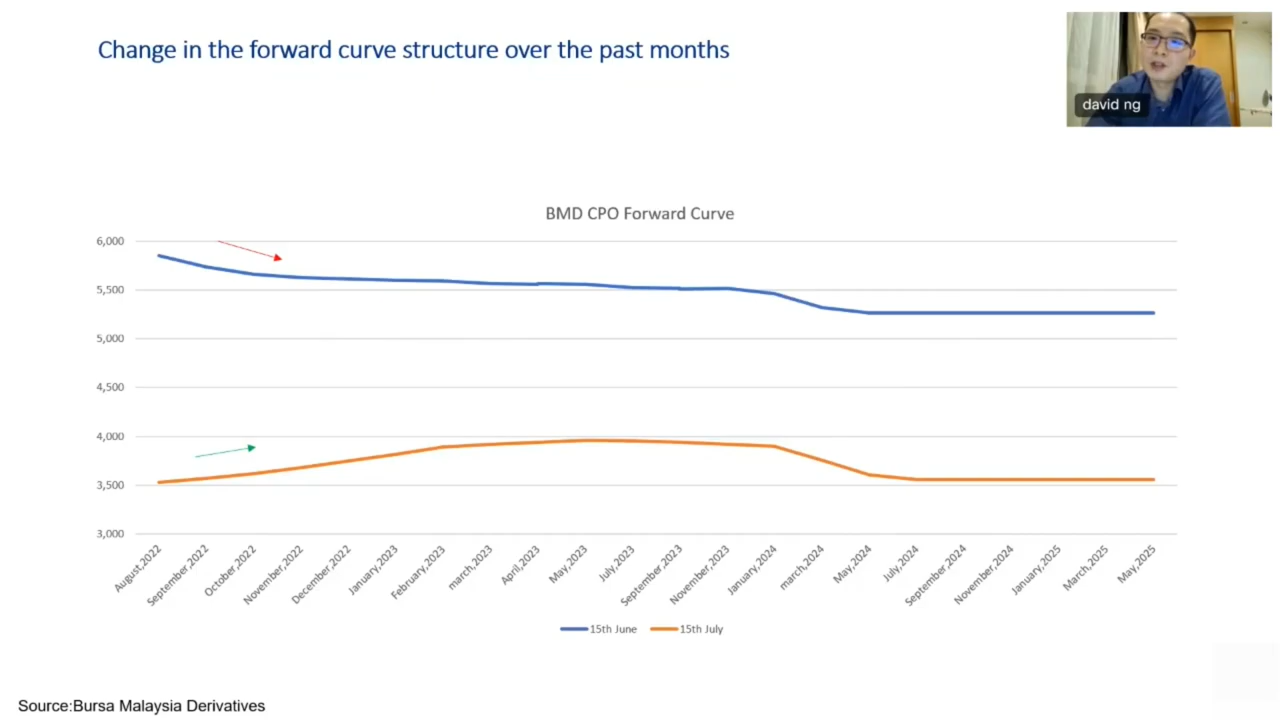 Change in the forward curve structure over the past months
david ng
BMD CPO Forward Curve
6,000
5,500
5,000
4,500
4,000
3,500
3,000
August,2022
September,2022
October,2022
November,2022
December,2022
January,2023
February,2023
march,2023
April,2023
May,2023
July,2023
September,2023
November,2023
January,2024
march,2024
May,2024
July,2024
September,2024
November,2024
January,2025
March,2025
May,2025
15th June
15th July
Source:Bursa Malaysia Derivatives